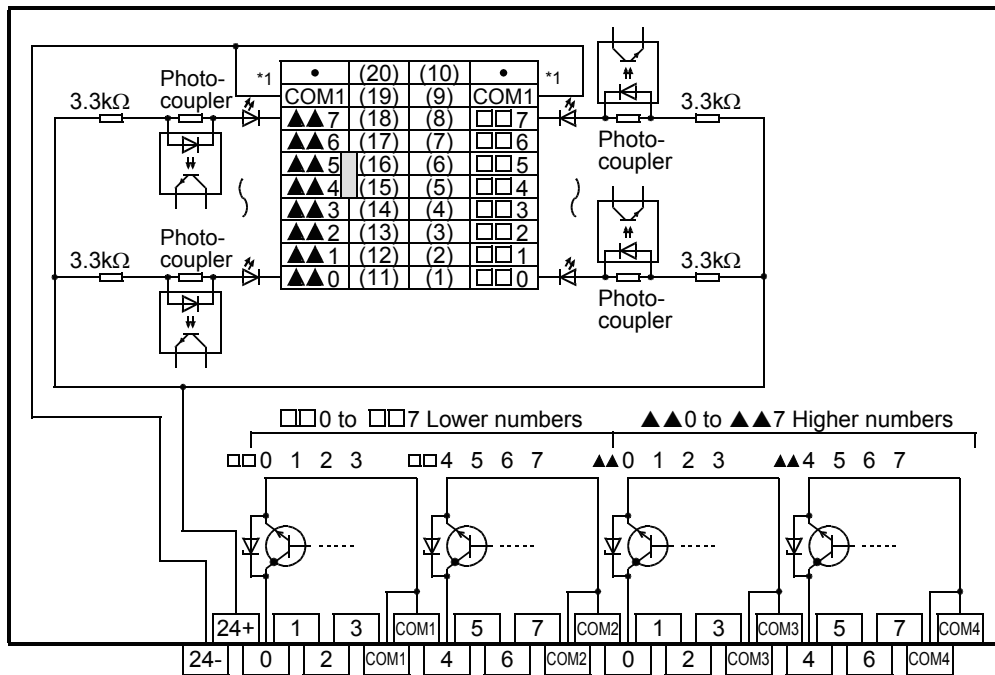 *1 • (20) (10) • *1
Photo-
coupler
3.3kΩ
COM1 (19) (9) COM1
▲▲7 (18) (8) □□7
Photo-
coupler
3.3kΩ
▲▲6 (17) (7) □□6
▲▲5 (16) (6) □□5
▲▲4 (15) (5) □□4
▲▲3 (14) (4) □□3
▲▲2 (13) (3) □□2
▲▲1 (12) (2) □□1
▲▲0 (11) (1) □□0
Photo-
coupler
3.3kΩ
3.3kΩ
Photo-
coupler
□□0 to □□7 Lower numbers ▲▲0 to ▲▲7 Higher numbers
□□0 1 2 3 □□4 5 6 7 ▲▲0 1 2 3 ▲▲4 5 6 7
24+ 1 3 COM1 5 7 COM2 1 3 COM3 5 7 COM4
24- 0 2 COM1 4 6 COM2 0 2 COM3 4 6 COM4